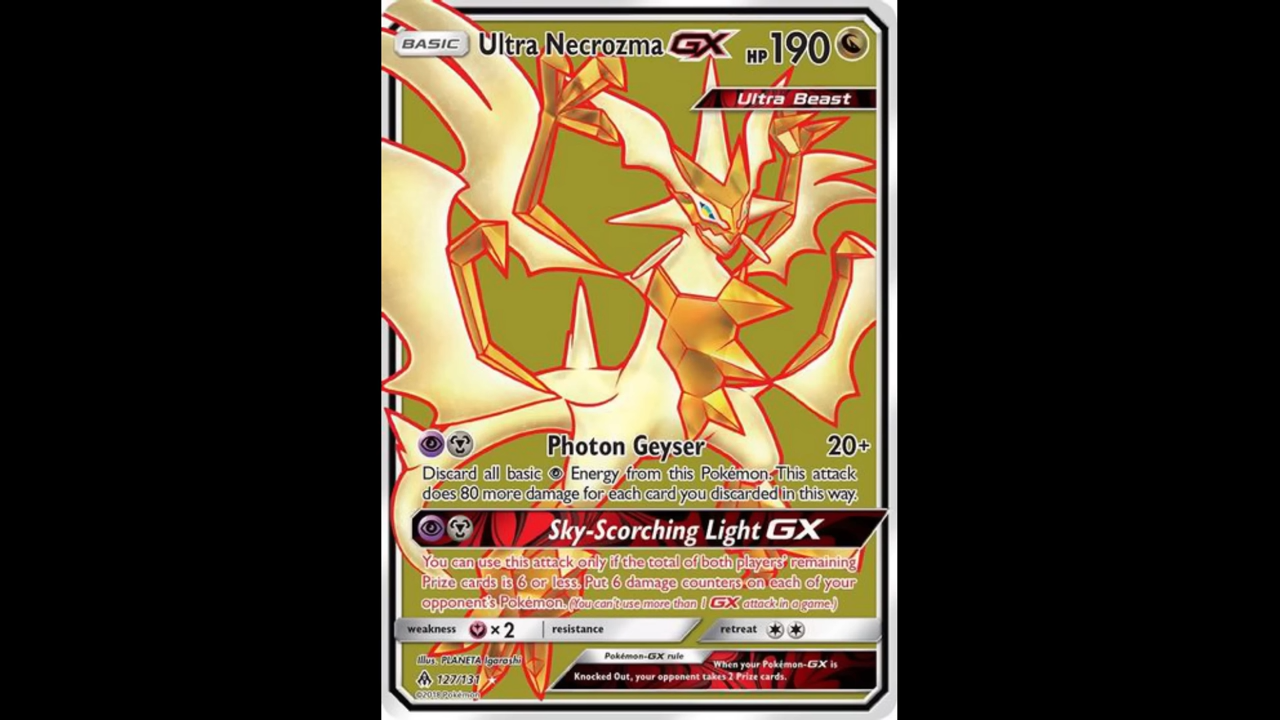 BASIC Ultra Necrozma GX HP 190
Ultra Beast
Photon Geyser 20+
Discard all basic Energy from this Pokémon. This attack
does 80 more damage for each card you discarded in this way.
Sky-Scorching Light GX
You can use this attack only if the total of both players' remaining
Prize cards is 6 or less. Put 6 damage counters on each of your
opponent's Pokémon. (You can't use more than 1 GX attack in a game.)
weakness ×2 resistance retreat
Illus. PLANETA Igarashi
127/131
©2018 Pokémon
Pokémon-GX rule
When your Pokémon-GX is
Knocked Out, your opponent takes 2 Prize cards.